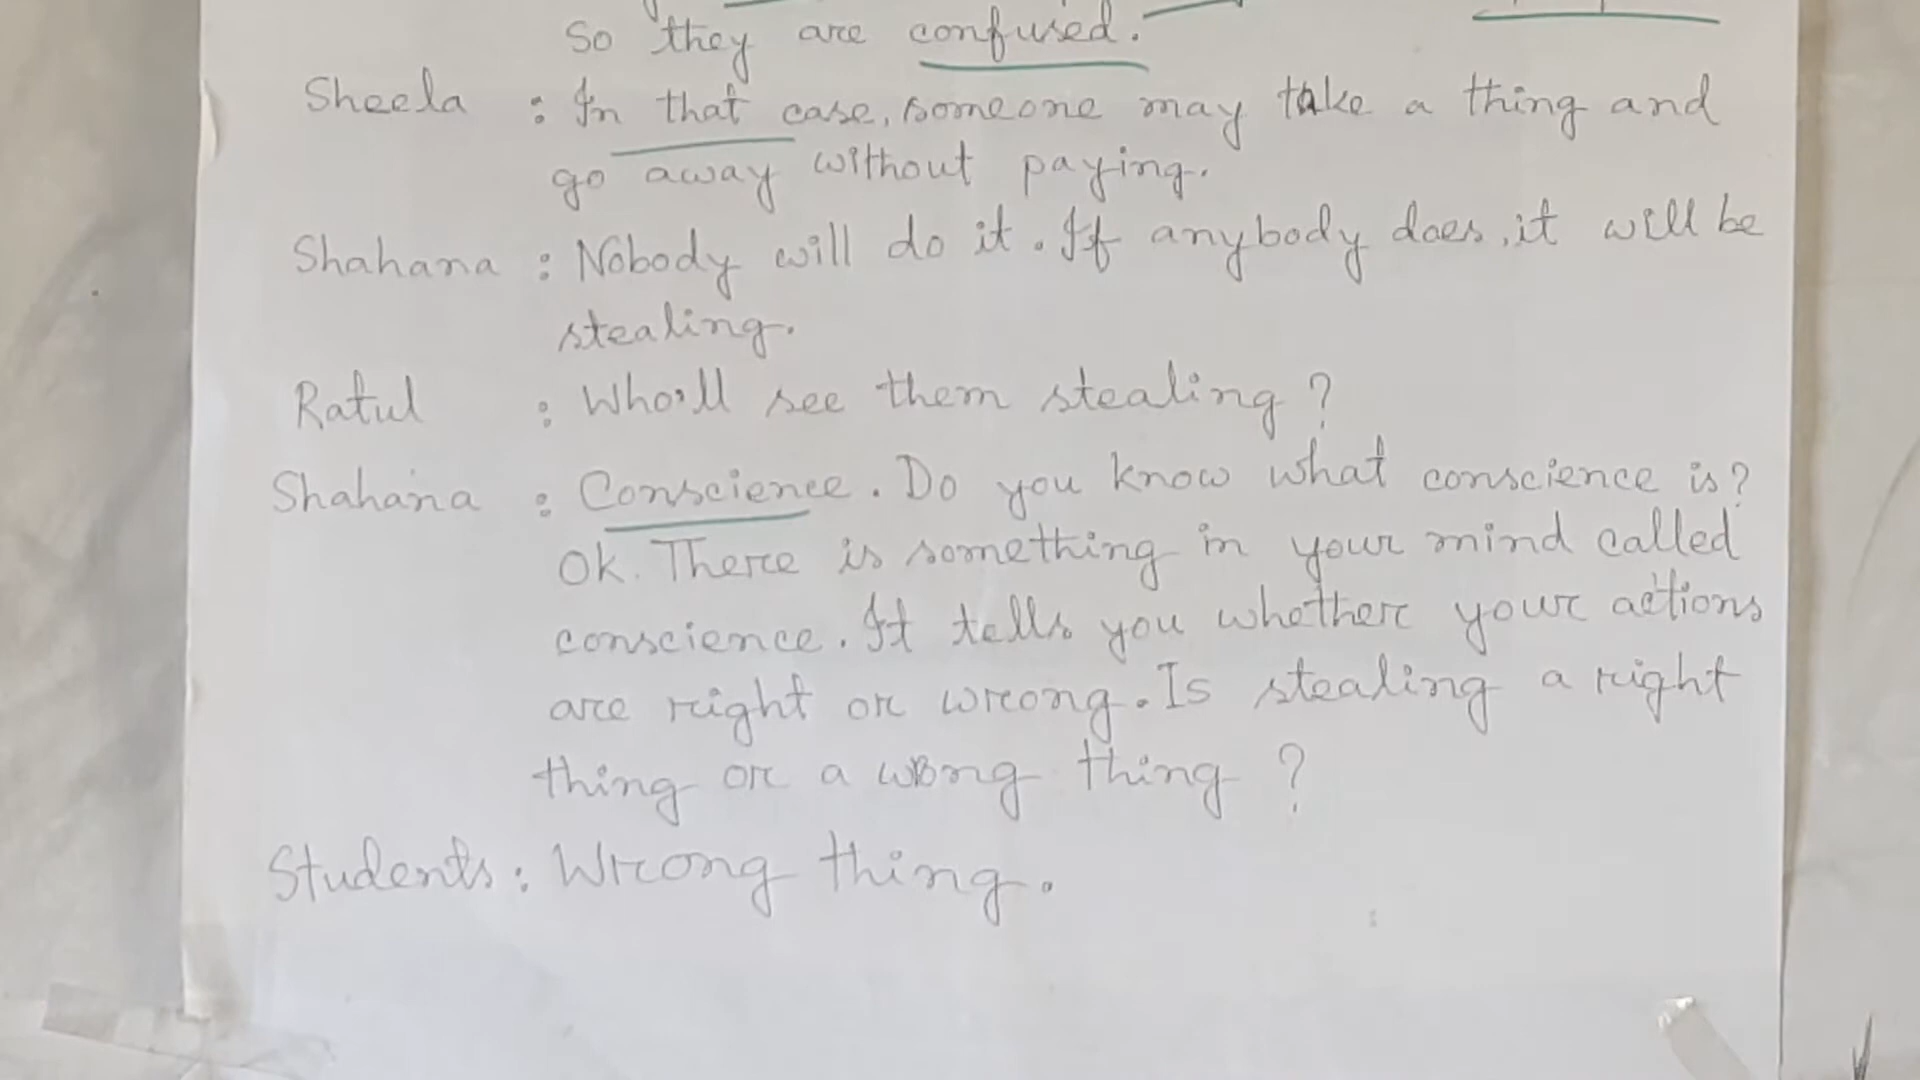 So they are confused.
Sheela : In that case, someone may take a thing and
go away without paying.
Shahana : Nobody will do it. If anybody does, it will be
stealing.
Ratul : Who'll see them stealing?
Shahana : Conscience. Do you know what conscience is?
Ok. There is something in your mind called
conscience. It tells you whether your actions
are right or wrong. Is stealing a right
thing or a wrong thing?
Students : Wrong thing.